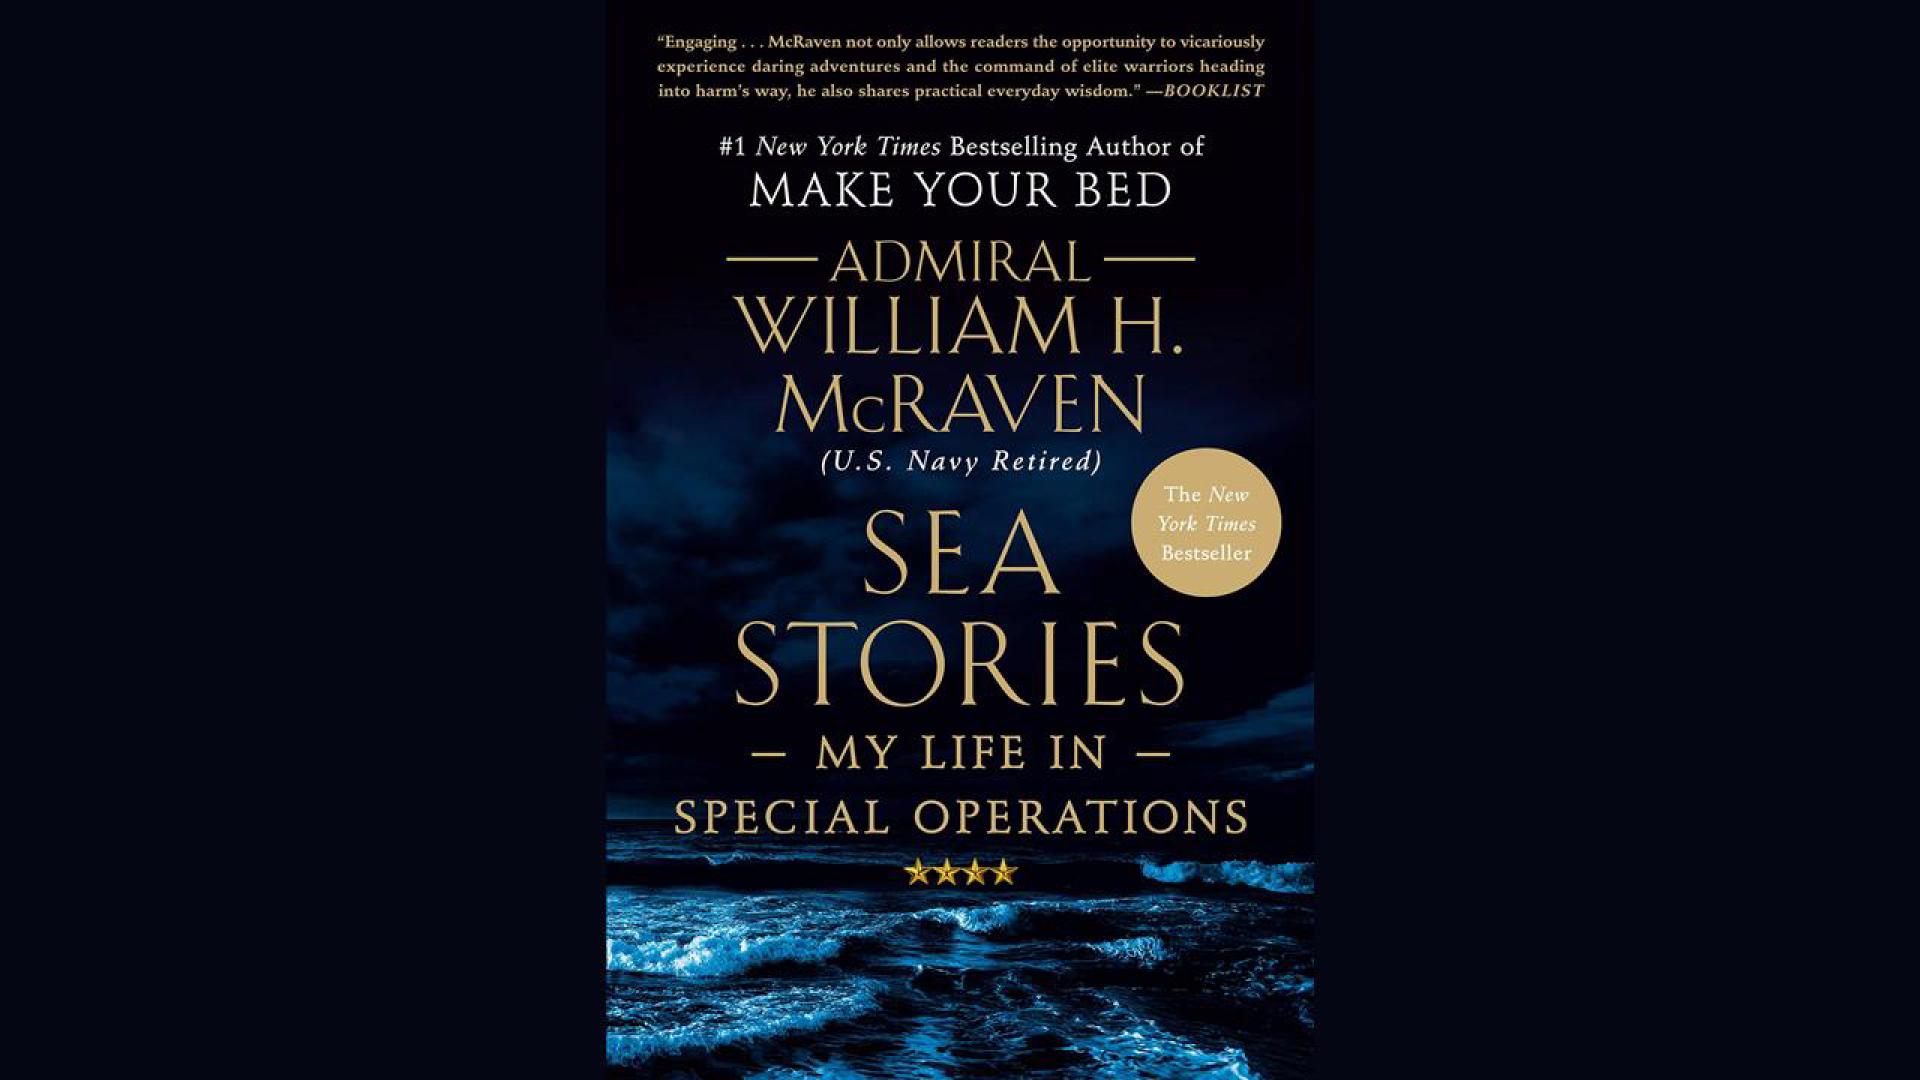 “Engaging . . . McRaven not only allows readers the opportunity to vicariously
experience daring adventures and the command of elite warriors heading
into harm’s way, he also shares practical everyday wisdom.” —BOOKLIST
#1 New York Times Bestselling Author of
MAKE YOUR BED
ADMIRAL
WILLIAM H.
McRAVEN
(U.S. Navy Retired)
The New
York Times
Bestseller
SEA
STORIES
– MY LIFE IN –
SPECIAL OPERATIONS